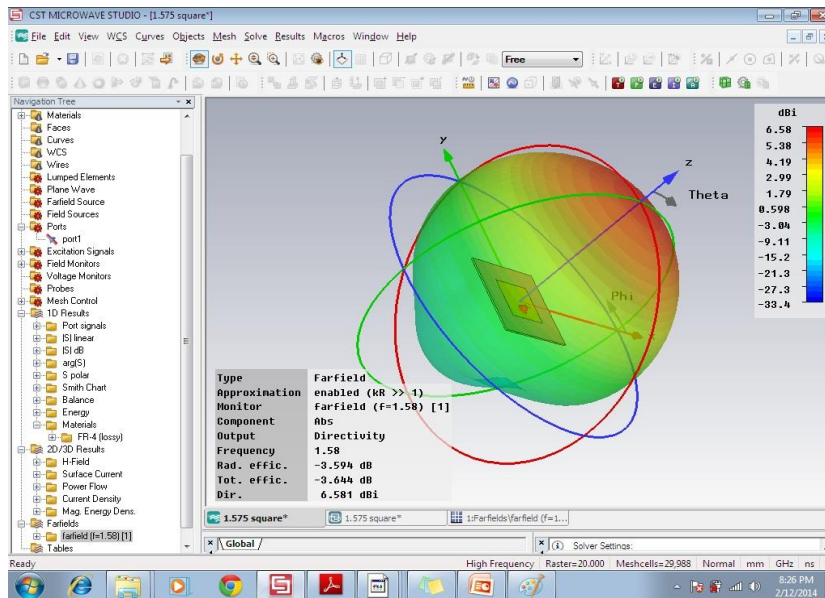 CST MICROWAVE STUDIO - [1.575 square*]
File Edit View WCS Curves Objects Mesh Solve Results Macros Window Help
Free
Navigation Tree
Materials
Faces
Curves
WCS
Wires
Lumped Elements
Plane Wave
Farfield Source
Field Sources
Ports
port1
Excitation Signals
Field Monitors
Voltage Monitors
Probes
Mesh Control
1D Results
Port signals
|S| linear
|S| dB
arg(S)
S polar
Smith Chart
Balance
Energy
Materials
FR-4 (lossy)
2D/3D Results
H-Field
Surface Current
Power Flow
Current Density
Mag. Energy Dens.
Farfields
farfield (f=1.58) [1]
Tables
y
z
Theta
Phi
dBi
6.58
5.38
4.19
2.99
1.79
0.598
-3.04
-9.11
-15.2
-21.3
-27.3
-33.4
Type Farfield
Approximation enabled (kR >> 1)
Monitor farfield (f=1.58) [1]
Component Abs
Output Directivity
Frequency 1.58
Rad. effic. -3.594 dB
Tot. effic. -3.644 dB
Dir. 6.581 dBi
1.575 square* 1.575 square* 1:Farfields\farfield (f=1...
Global Solver Settings:
Ready High Frequency Raster=20.000 Meshcells=29,988 Normal mm GHz ns
8:26 PM
2/12/2014